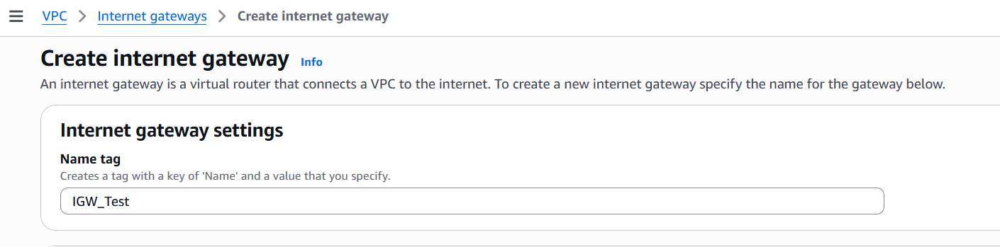 VPC > Internet gateways > Create internet gateway
Create internet gateway Info
An internet gateway is a virtual router that connects a VPC to the internet. To create a new internet gateway specify the name for the gateway below.
Internet gateway settings
Name tag
Creates a tag with a key of 'Name' and a value that you specify.
IGW_Test